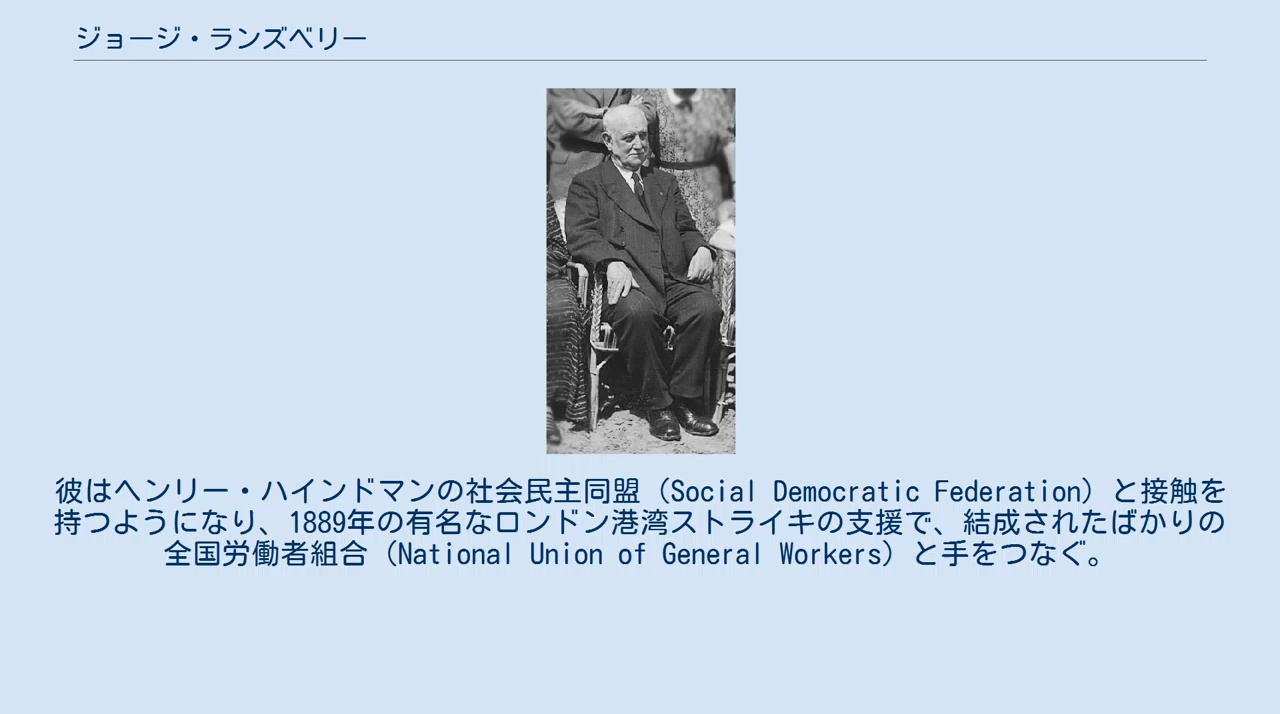 ジョージ・ランズベリー
彼はヘンリー・ハインドマンの社会民主同盟（Social Democratic Federation）と接触を
持つようになり、1889年の有名なロンドン港湾ストライキの支援で、結成されたばかりの
全国労働者組合（National Union of General Workers）と手をつなぐ。